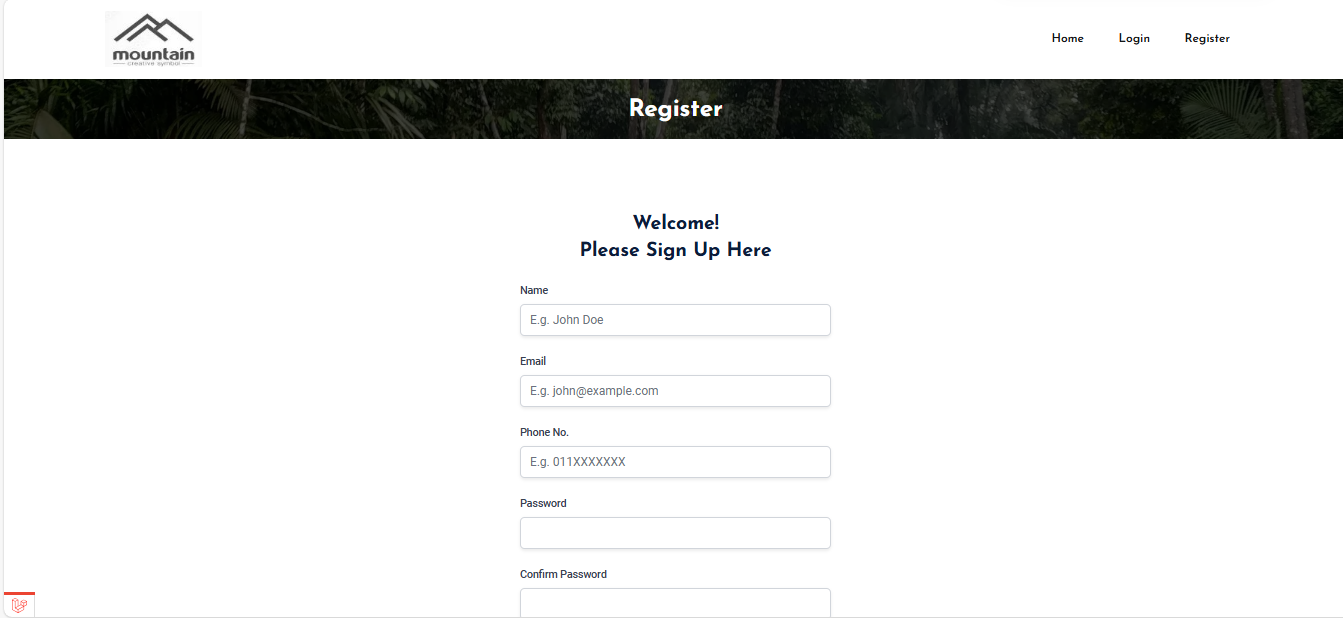 mountain
creative symbol
Home Login Register
Register
Welcome!
Please Sign Up Here
Name
E.g. John Doe
Email
E.g. john@example.com
Phone No.
E.g. 011XXXXXXX
Password
Confirm Password